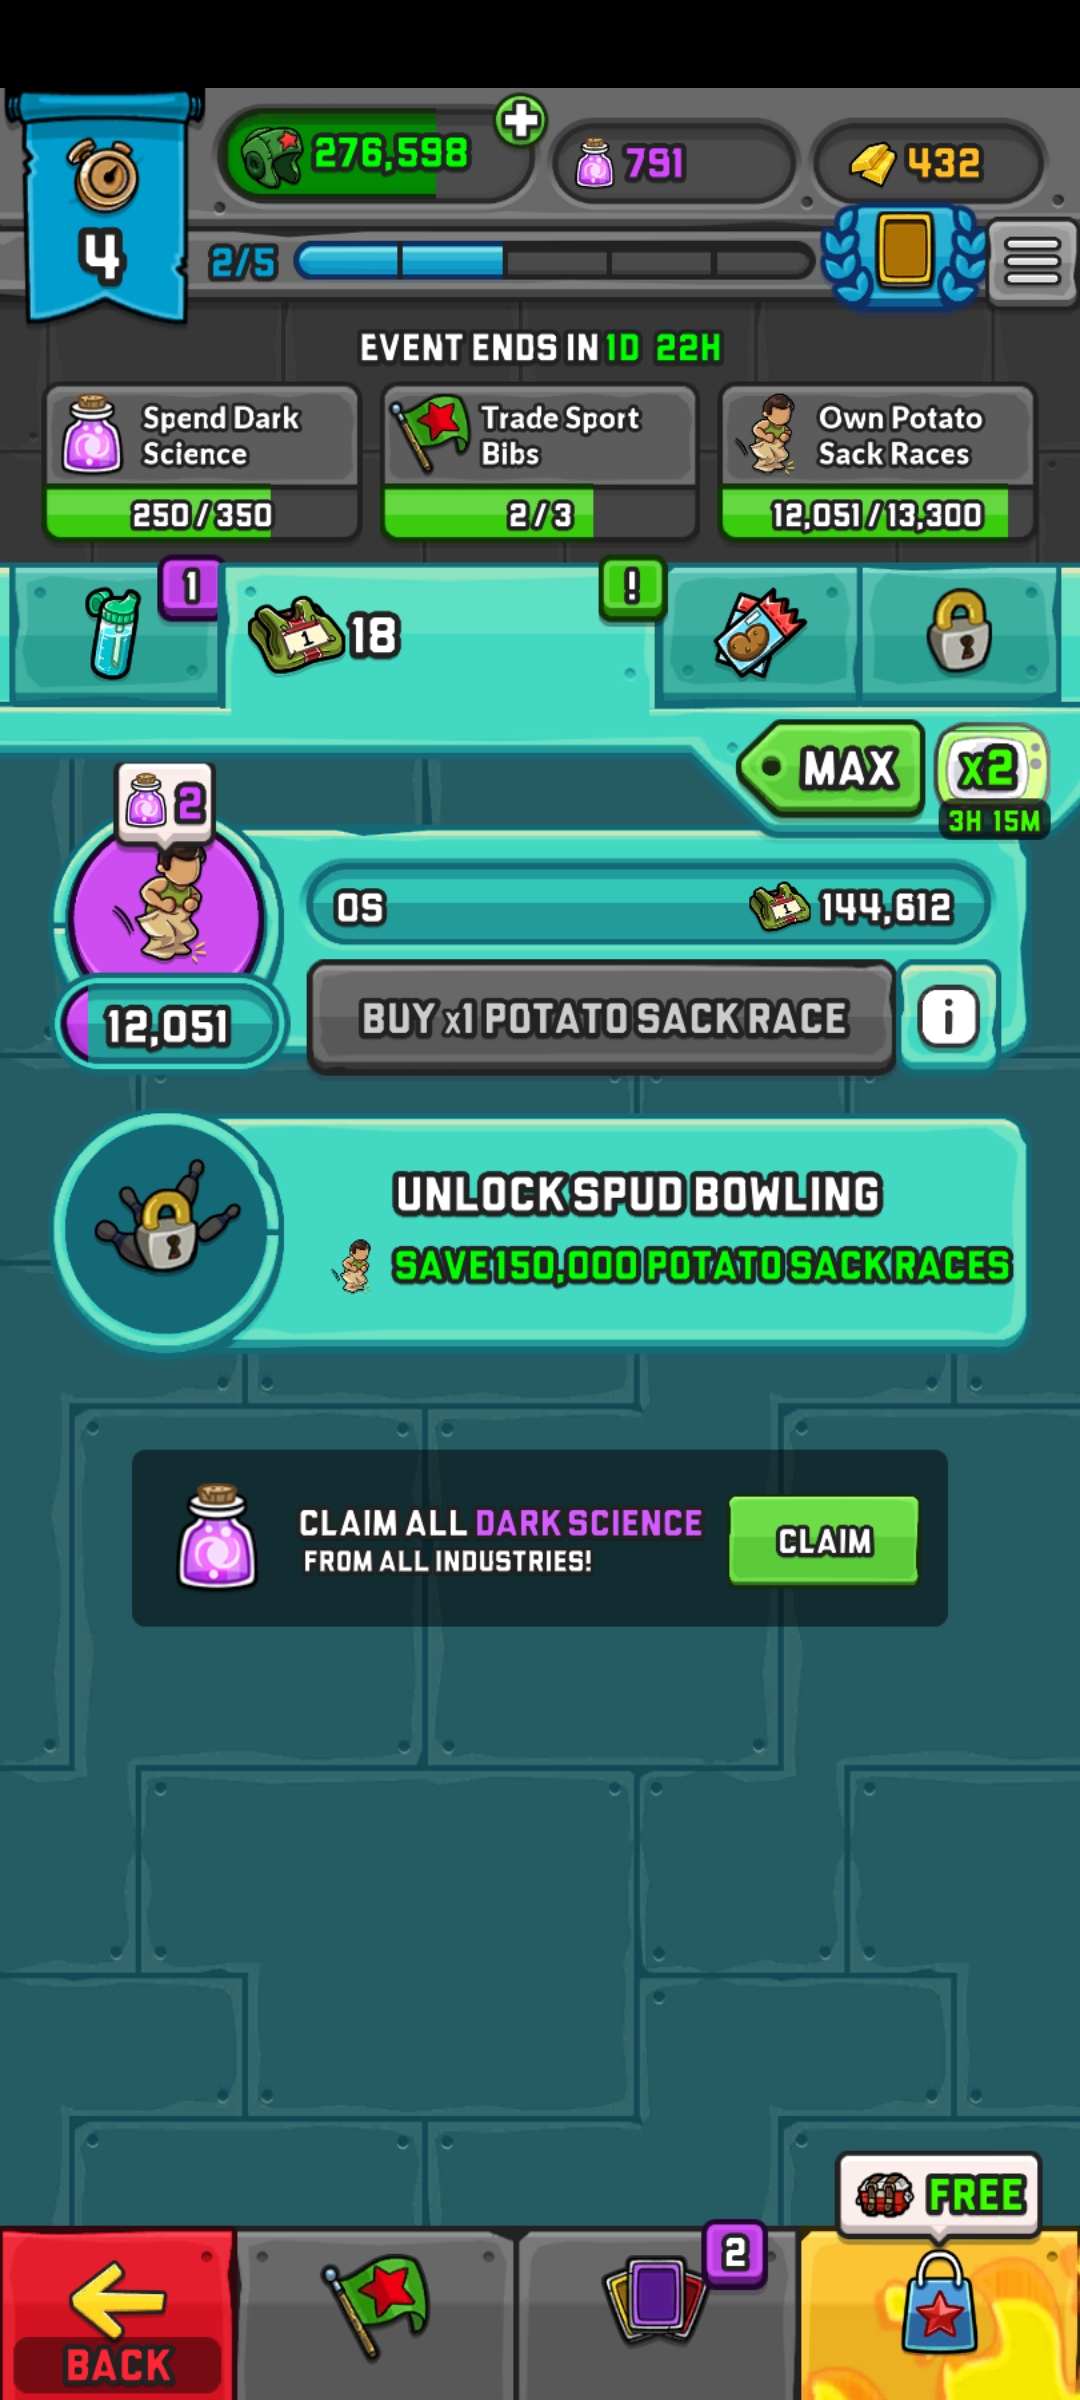 276,598
791
432
4
2/5
EVENT ENDS IN 1D 22H
Spend Dark
Science
250/350
Trade Sport
Bibs
2/3
Own Potato
Sack Races
12,051/13,300
1
1
18
!
MAX
x2
3H 15M
2
0S
1
144,612
12,051
BUY x1 POTATO SACK RACE
i
UNLOCK SPUD BOWLING
SAVE 150,000 POTATO SACK RACES
CLAIM ALL DARK SCIENCE
FROM ALL INDUSTRIES!
CLAIM
FREE
2
BACK